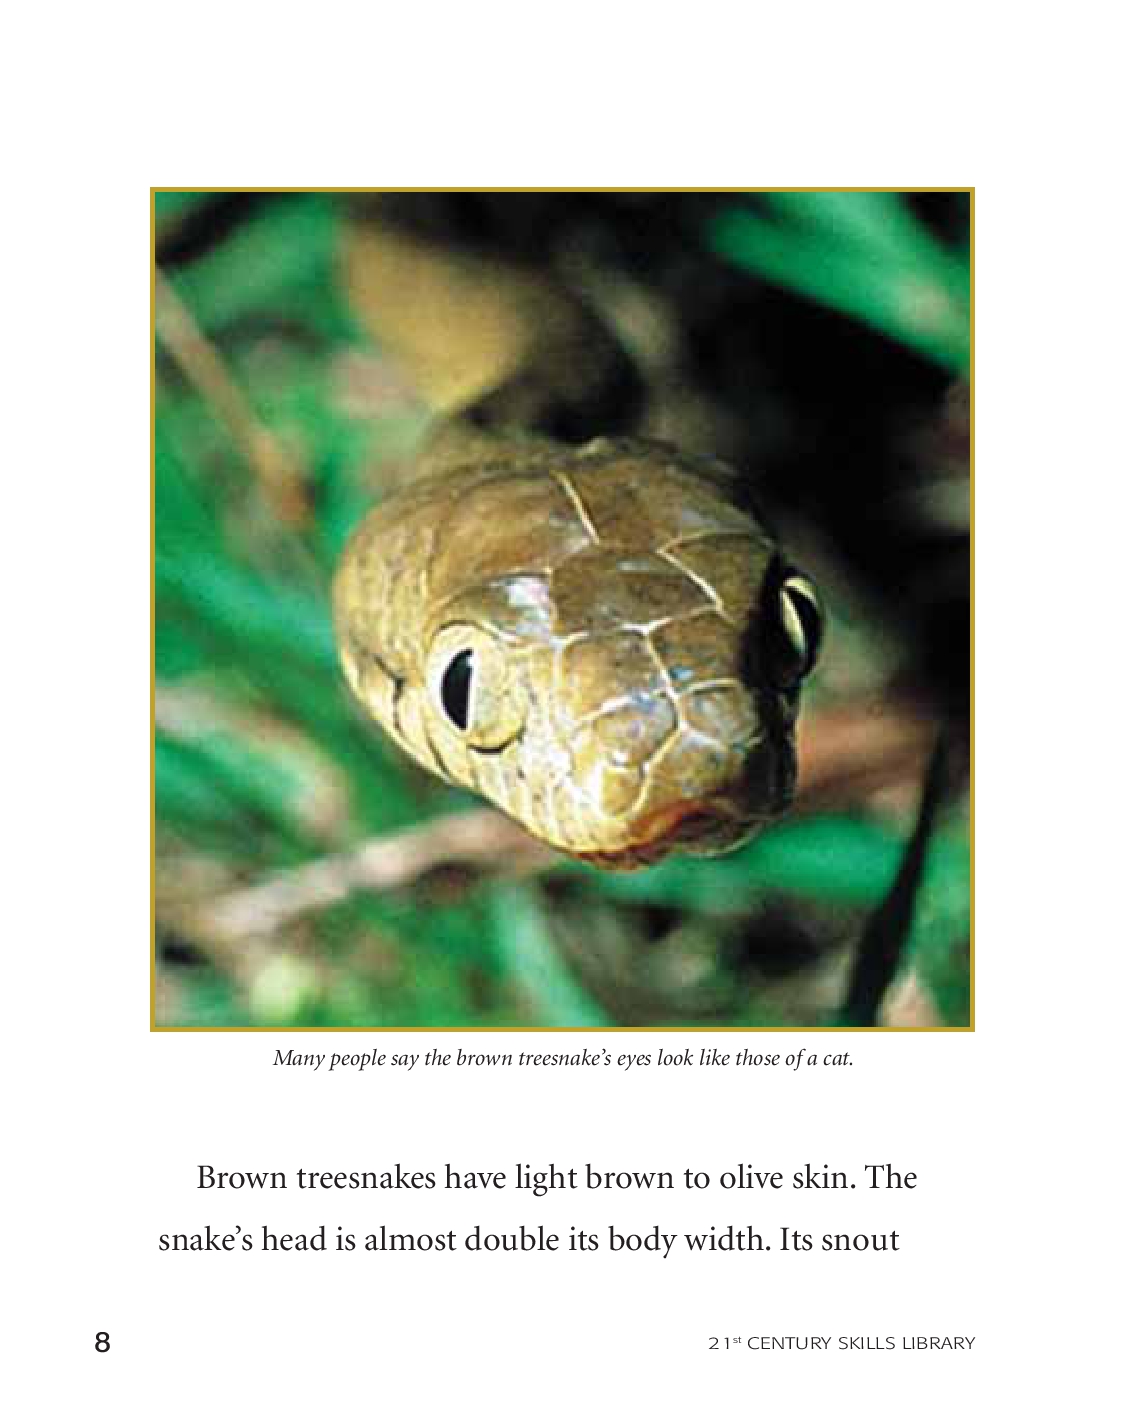 Many people say the brown treesnake's eyes look like those of a cat.
Brown treesnakes have light brown to olive skin. The
snake's head is almost double its body width. Its snout
8
21st CENTURY SKILLS LIBRARY